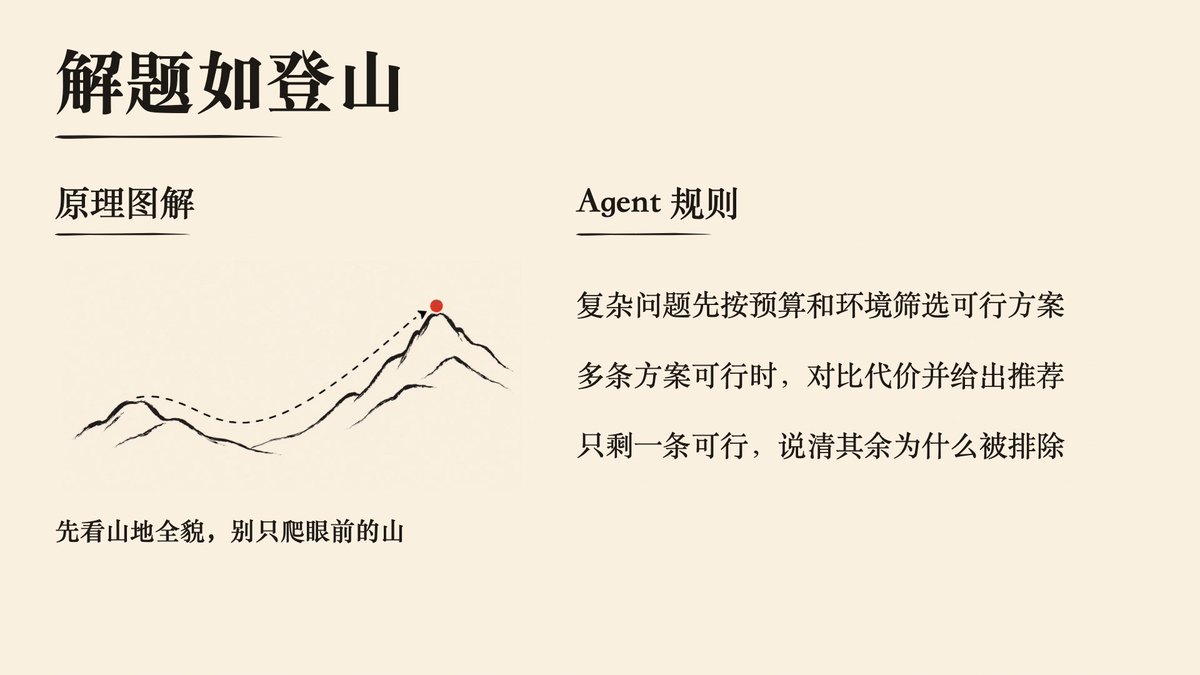 解题如登山
原理图解
先看山地全貌，别只爬眼前的山
Agent 规则
复杂问题先按预算和环境筛选可行方案
多条方案可行时，对比代价并给出推荐
只剩一条可行，说清其余为什么被排除